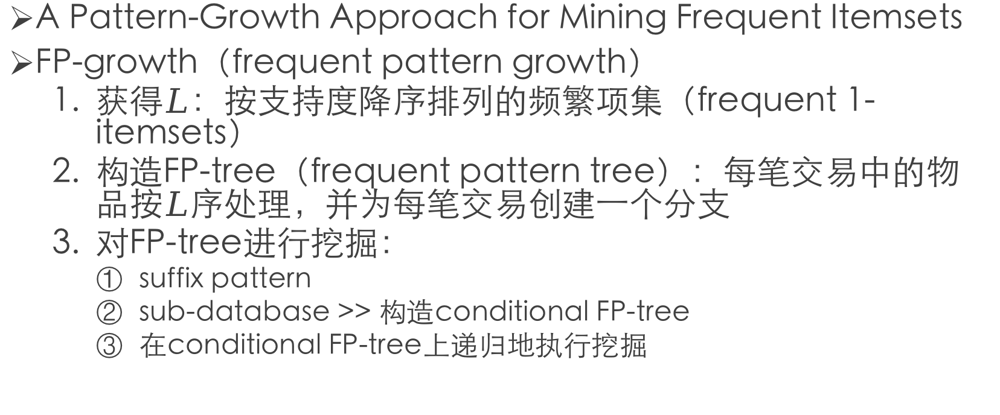 ➢A Pattern-Growth Approach for Mining Frequent Itemsets
➢FP-growth（frequent pattern growth）
1. 获得L：按支持度降序排列的频繁项集（frequent 1-
itemsets）
2. 构造FP-tree（frequent pattern tree）：每笔交易中的物
品按L序处理，并为每笔交易创建一个分支
3. 对FP-tree进行挖掘：
① suffix pattern
② sub-database >> 构造conditional FP-tree
③ 在conditional FP-tree上递归地执行挖掘